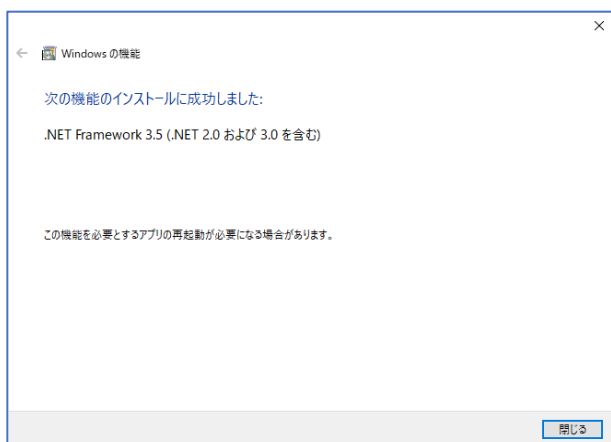 Windows の機能
次の機能のインストールに成功しました:
.NET Framework 3.5 (.NET 2.0 および 3.0 を含む)
この機能を必要とするアプリの再起動が必要になる場合があります。
閉じる